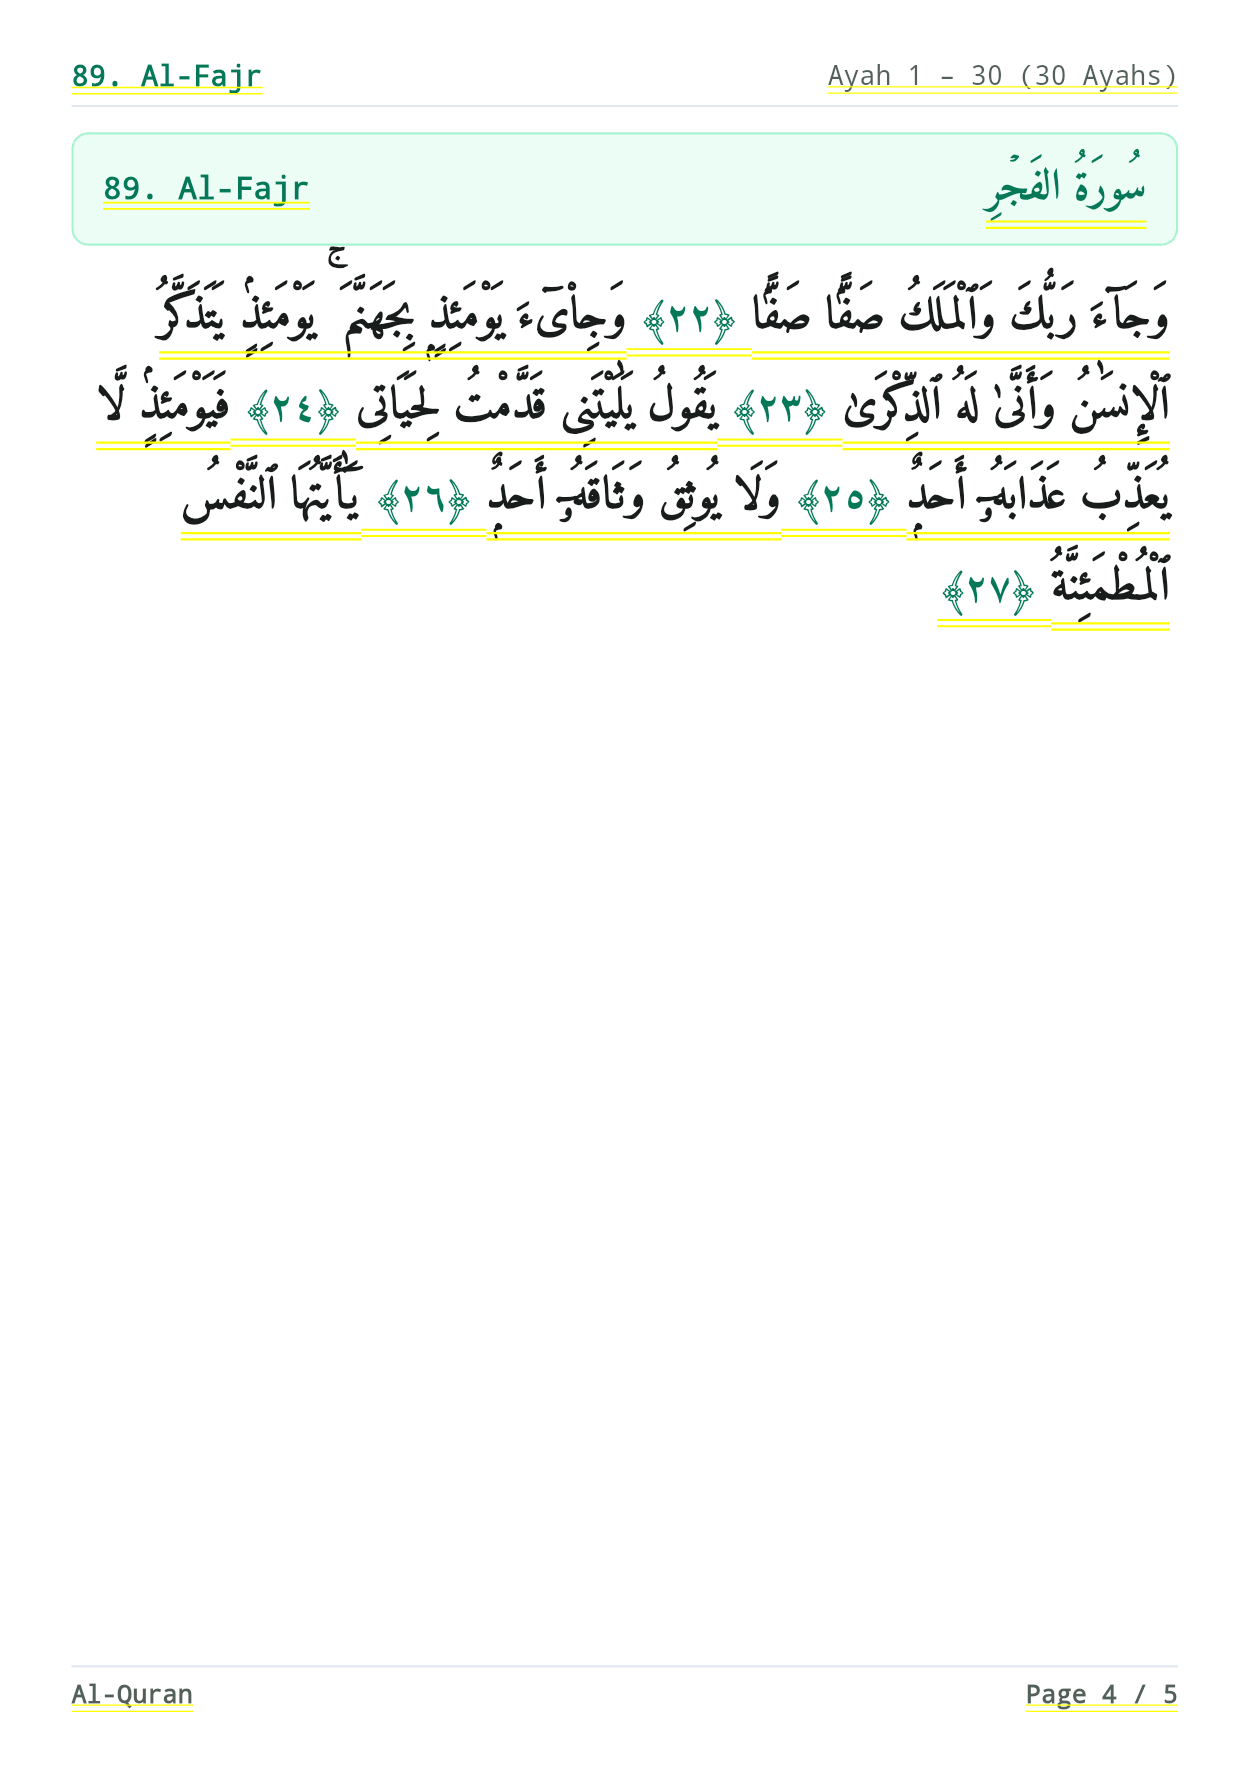 89. Al-Fajr
Ayah 1 – 30 (30 Ayahs)
89. Al-Fajr
سُورَةُ الفَجۡرِ
وَجَآءَ رَبُّكَ وَٱلْمَلَكُ صَفًّا صَفًّا ﴿٢٢﴾ وَجِا۟ىٓءَ يَوْمَئِذٍۭ بِجَهَنَّمَ ۚ يَوْمَئِذٍۢ يَتَذَكَّرُ
ٱلْإِنسَٰنُ وَأَنَّىٰ لَهُ ٱلذِّكْرَىٰ ﴿٢٣﴾ يَقُولُ يَٰلَيْتَنِى قَدَّمْتُ لِحَيَاتِى ﴿٢٤﴾ فَيَوْمَئِذٍۢ لَّا
يُعَذِّبُ عَذَابَهُۥٓ أَحَدٌۭ ﴿٢٥﴾ وَلَا يُوثِقُ وَثَاقَهُۥٓ أَحَدٌۭ ﴿٢٦﴾ يَٰٓأَيَّتُهَا ٱلنَّفْسُ
ٱلْمُطْمَئِنَّةُ ﴿٢٧﴾
Al-Quran
Page 4 / 5